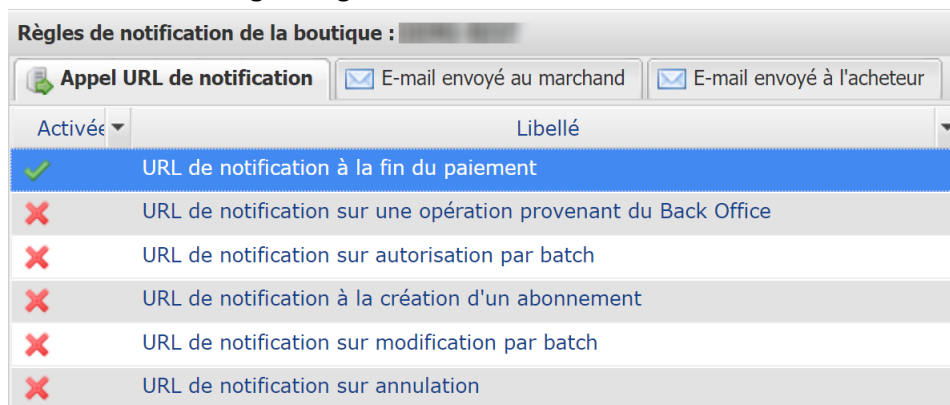 Règles de notification de la boutique :
Appel URL de notification E-mail envoyé au marchand E-mail envoyé à l'acheteur
Activée Libellé
URL de notification à la fin du paiement
URL de notification sur une opération provenant du Back Office
URL de notification sur autorisation par batch
URL de notification à la création d'un abonnement
URL de notification sur modification par batch
URL de notification sur annulation